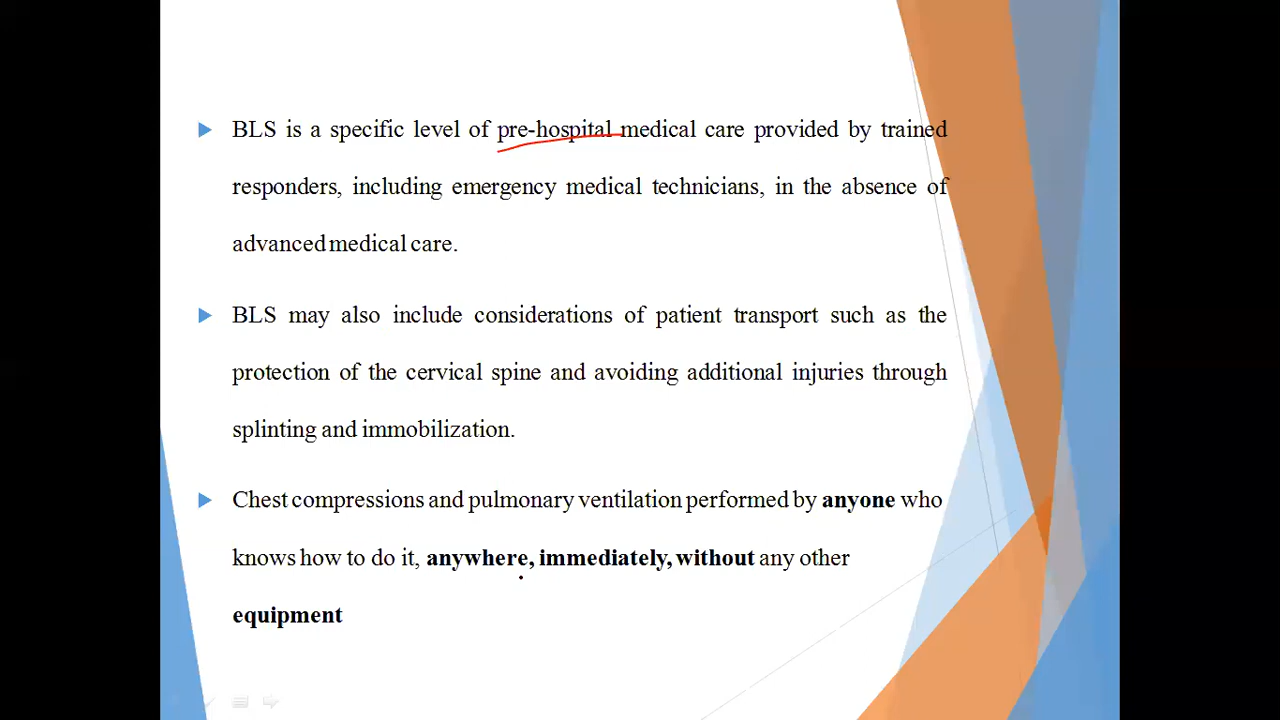 BLS is a specific level of pre-hospital medical care provided by trained
responders, including emergency medical technicians, in the absence of
advanced medical care.
BLS may also include considerations of patient transport such as the
protection of the cervical spine and avoiding additional injuries through
splinting and immobilization.
Chest compressions and pulmonary ventilation performed by anyone who
knows how to do it, anywhere, immediately, without any other
equipment